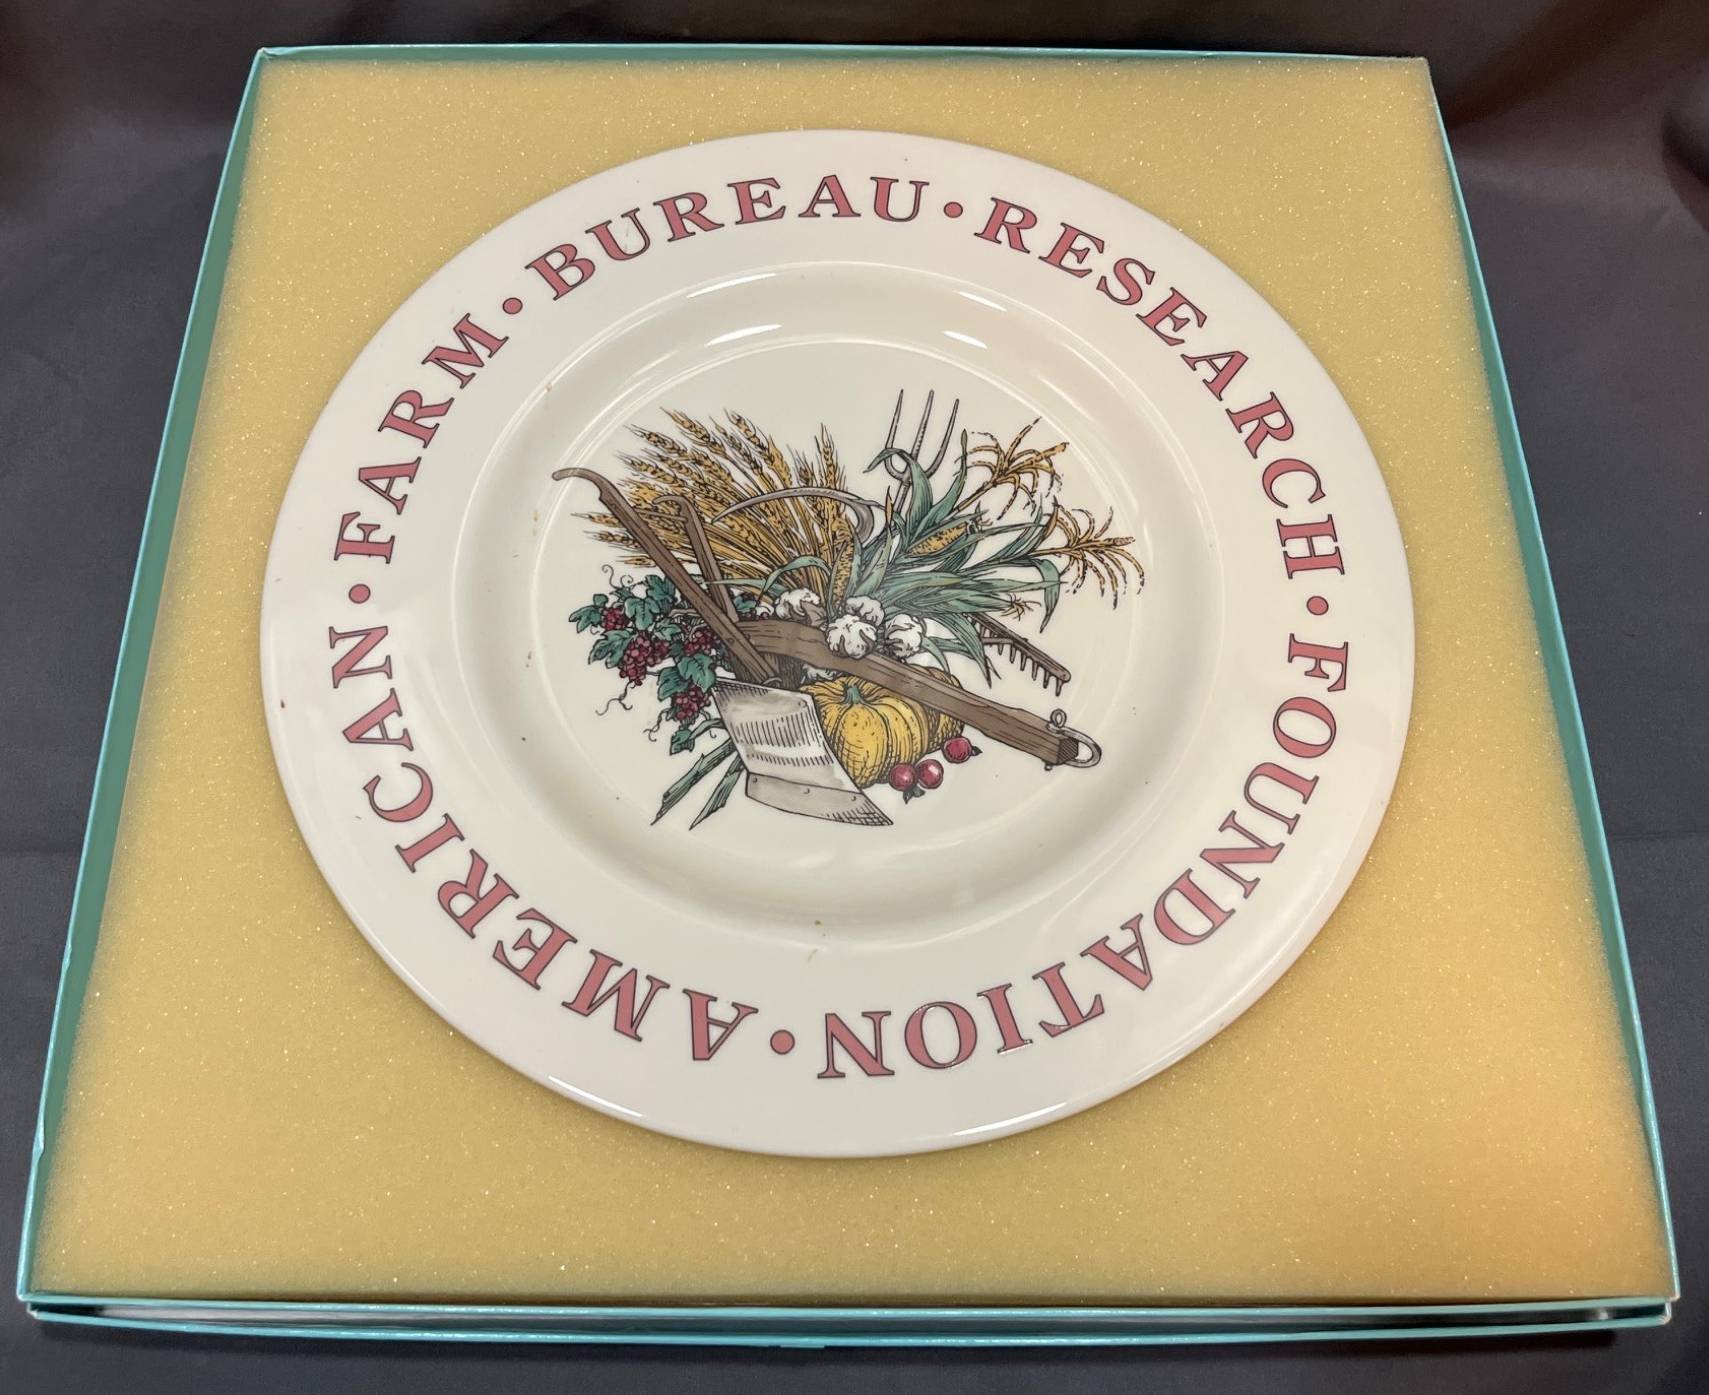 AMERICAN • FARM • BUREAU • RESEARCH • FOUNDATION •